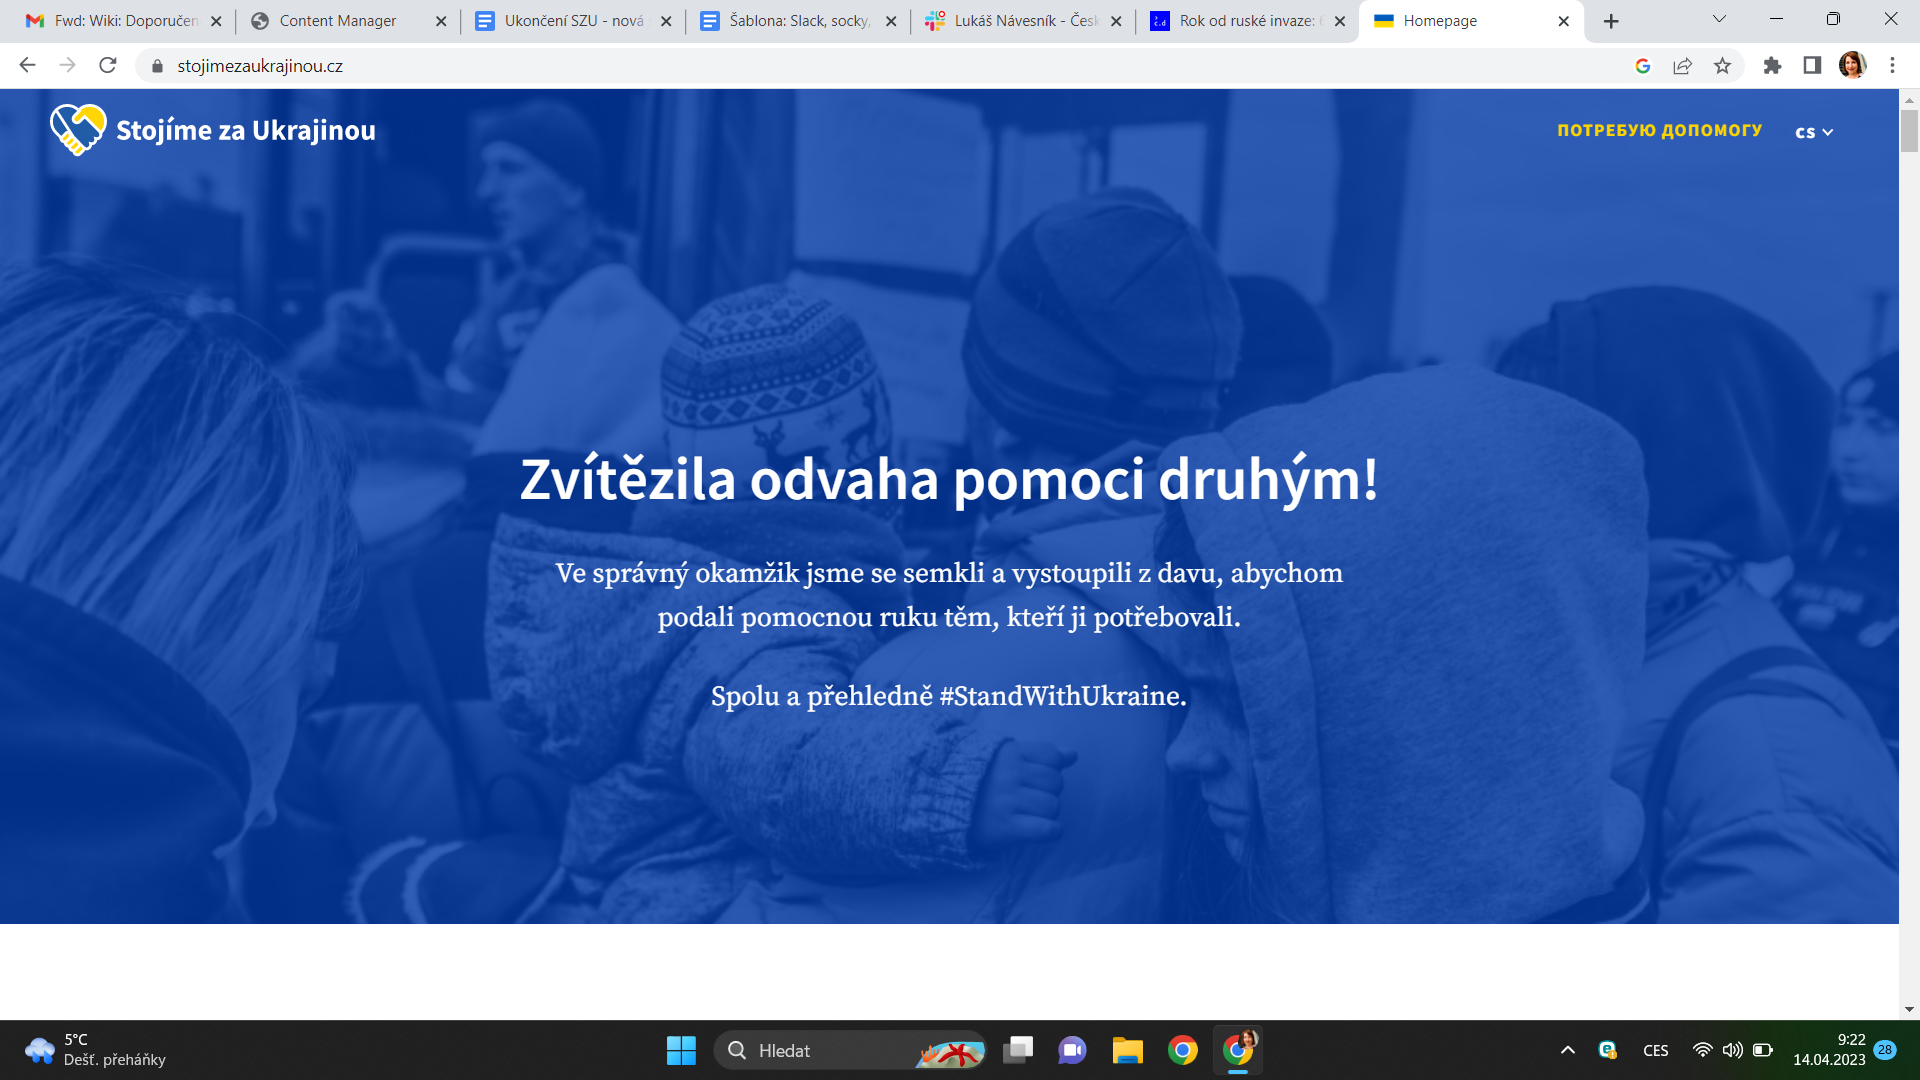 Fwd: Wiki: Doporučen
Content Manager
Ukončení SZU - nová
Šablona: Slack, socky,
Lukáš Návesník - Česk
Rok od ruské invaze:
Homepage
stojimezaukrajinou.cz
Stojíme za Ukrajinou
ПОТРЕБУЮ ДОПОМОГУ
CS
Zvítězila odvaha pomoci druhým!
Ve správný okamžik jsme se semkli a vystoupili z davu, abychom
podali pomocnou ruku těm, kteří ji potřebovali.
Spolu a přehledně #StandWithUkraine.
5°C
Dešť. přeháňky
Hledat
CES
9:22
14.04.2023
28